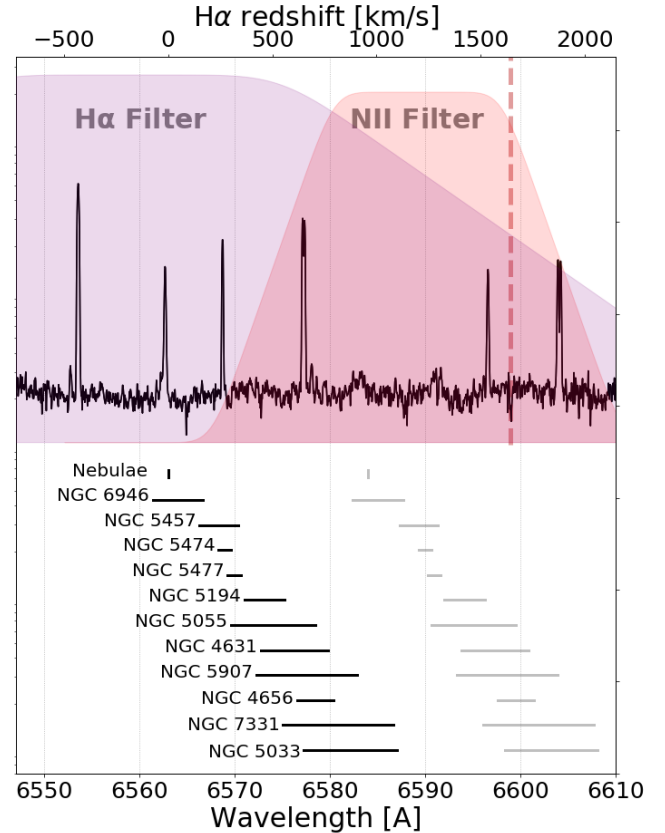 Hα redshift [km/s]
−500 0 500 1000 1500 2000
Hα Filter NII Filter
Nebulae
NGC 6946
NGC 5457
NGC 5474
NGC 5477
NGC 5194
NGC 5055
NGC 4631
NGC 5907
NGC 4656
NGC 7331
NGC 5033
6550 6560 6570 6580 6590 6600 6610
Wavelength [A]